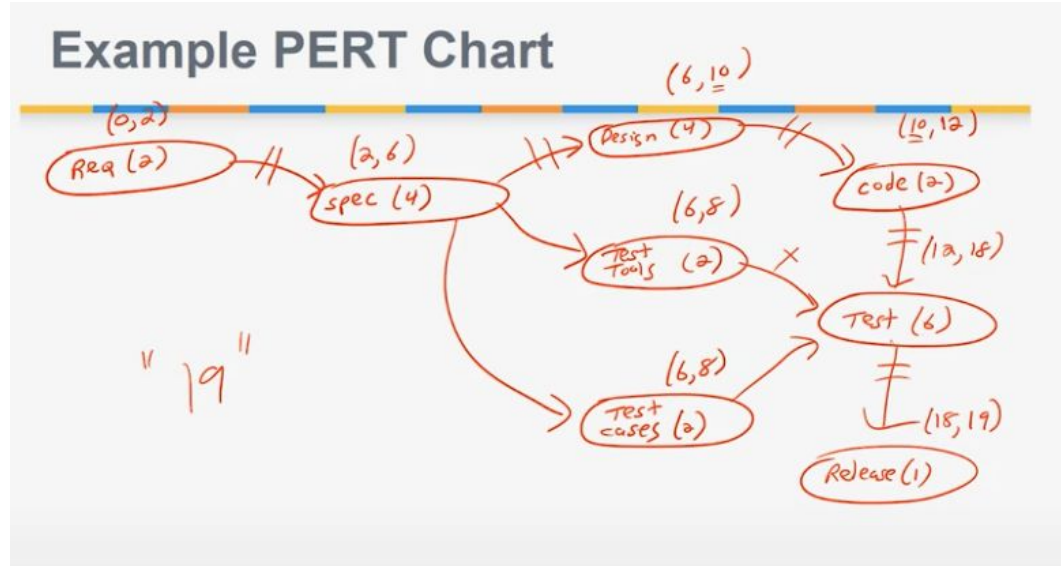 Example PERT Chart
(6, 10)
(0,2)
Req (2)
(2,6)
Design (4)
(10,12)
spec (4)
code (2)
(6,8)
Test
Tools (2)
x
(12,18)
Test (6)
"19"
(6,8)
Test
cases (2)
(18,19)
Release (1)